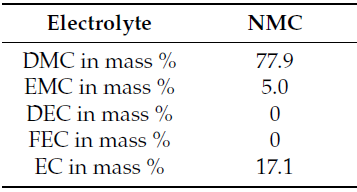 Electrolyte NMC
DMC in mass % 77.9
EMC in mass % 5.0
DEC in mass % 0
FEC in mass % 0
EC in mass % 17.1